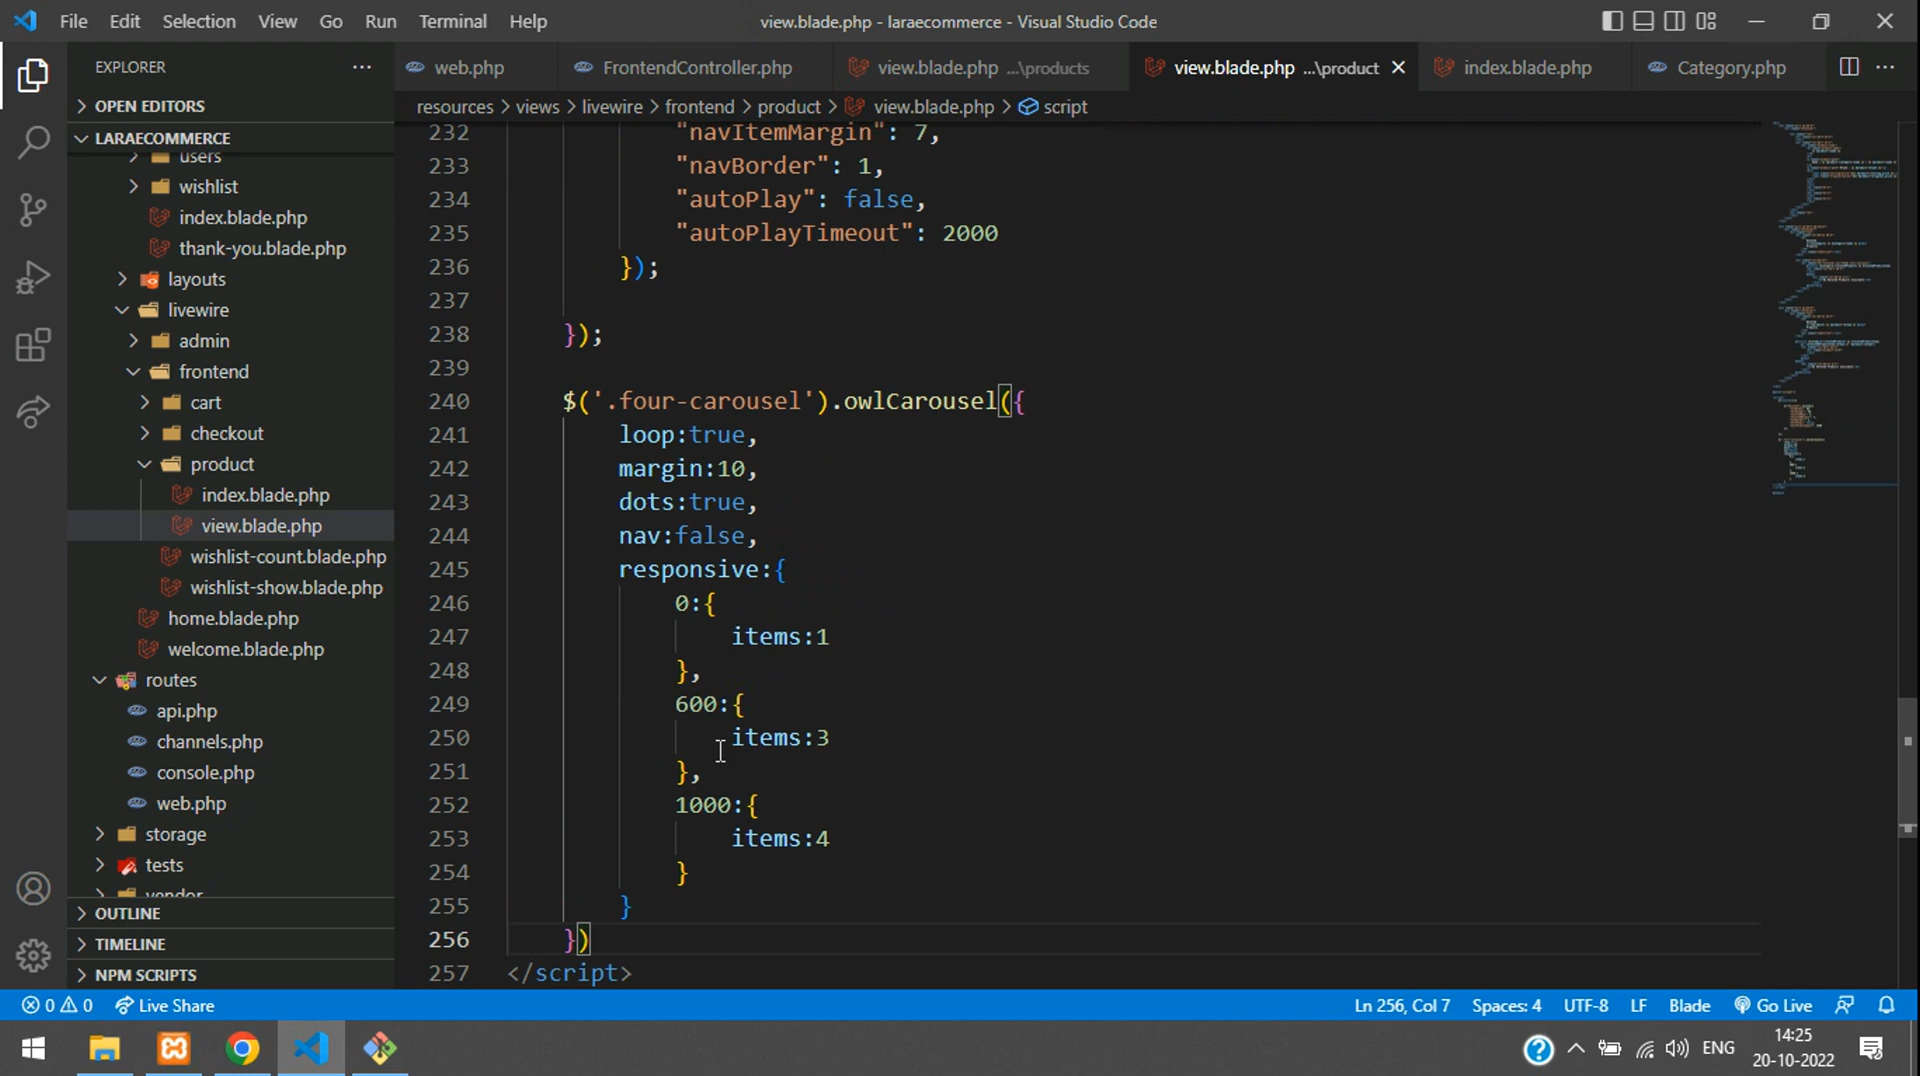 File Edit Selection View Go Run Terminal Help view.blade.php - laraecommerce - Visual Studio Code
EXPLORER
web.php FrontendController.php view.blade.php ...\products view.blade.php ...\product index.blade.php Category.php
OPEN EDITORS
resources > views > livewire > frontend > product > view.blade.php > script
LARAECOMMERCE
users
wishlist
index.blade.php
thank-you.blade.php
layouts
livewire
admin
frontend
cart
checkout
product
index.blade.php
view.blade.php
wishlist-count.blade.php
wishlist-show.blade.php
home.blade.php
welcome.blade.php
routes
api.php
channels.php
console.php
web.php
storage
tests
vendor
OUTLINE
TIMELINE
NPM SCRIPTS
232 "navItemMargin": 7,
233 "navBorder": 1,
234 "autoPlay": false,
235 "autoPlayTimeout": 2000
236 });
237
238 });
239
240 $('.four-carousel').owlCarousel({
241 loop:true,
242 margin:10,
243 dots:true,
244 nav:false,
245 responsive:{
246 0:{
247 items:1
248 },
249 600:{
250 items:3
251 },
252 1000:{
253 items:4
254 }
255 }
256 })
257 </script>
0 0 Live Share Ln 256, Col 7 Spaces: 4 UTF-8 LF Blade Go Live
ENG 14:25
20-10-2022